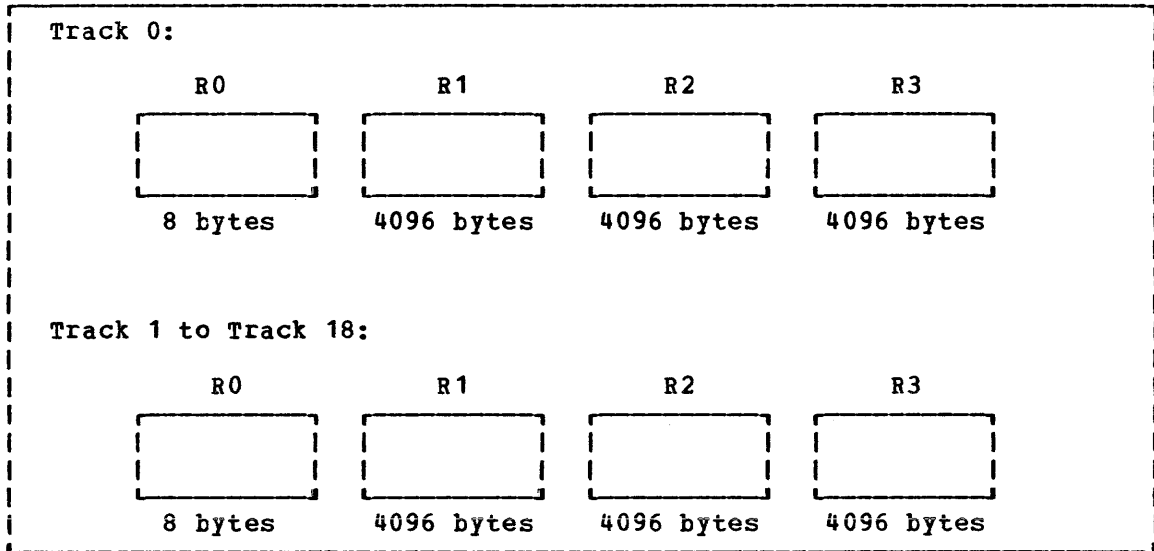 Track 0:
R0 R1 R2 R3
8 bytes 4096 bytes 4096 bytes 4096 bytes
Track 1 to Track 18:
R0 R1 R2 R3
8 bytes 4096 bytes 4096 bytes 4096 bytes